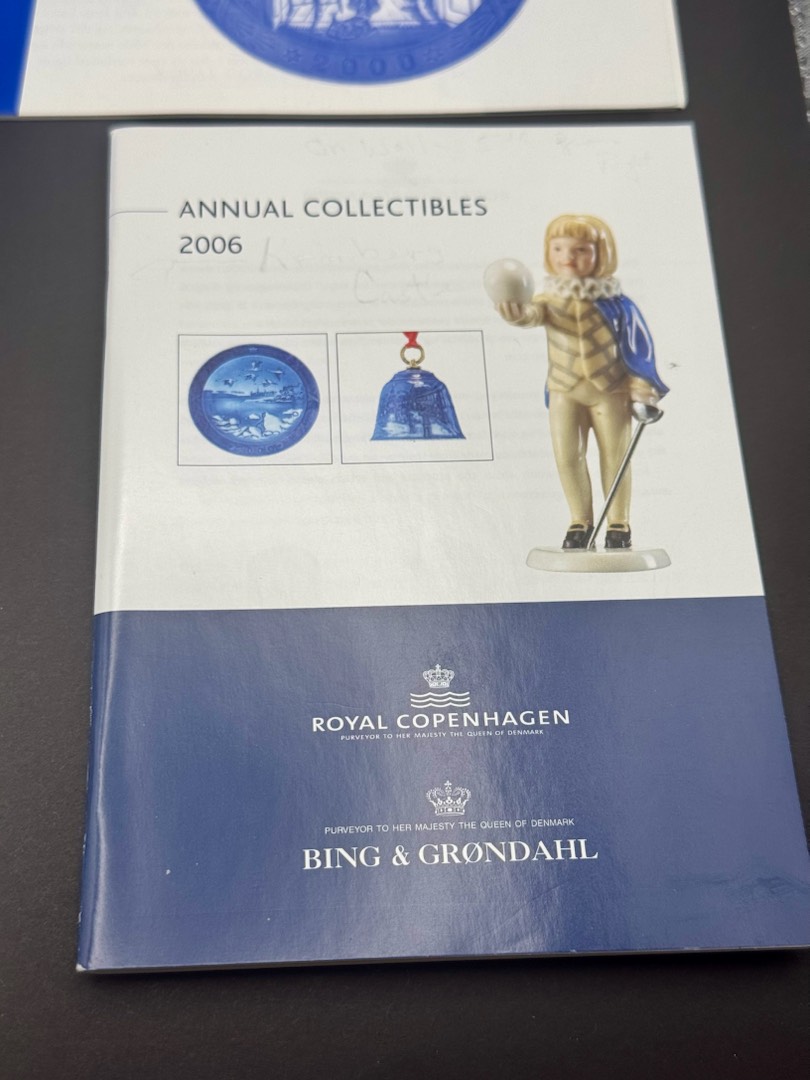 2000
ANNUAL COLLECTIBLES
2006
ROYAL COPENHAGEN
PURVEYOR TO HER MAJESTY THE QUEEN OF DENMARK
PURVEYOR TO HER MAJESTY THE QUEEN OF DENMARK
BING & GRØNDAHL